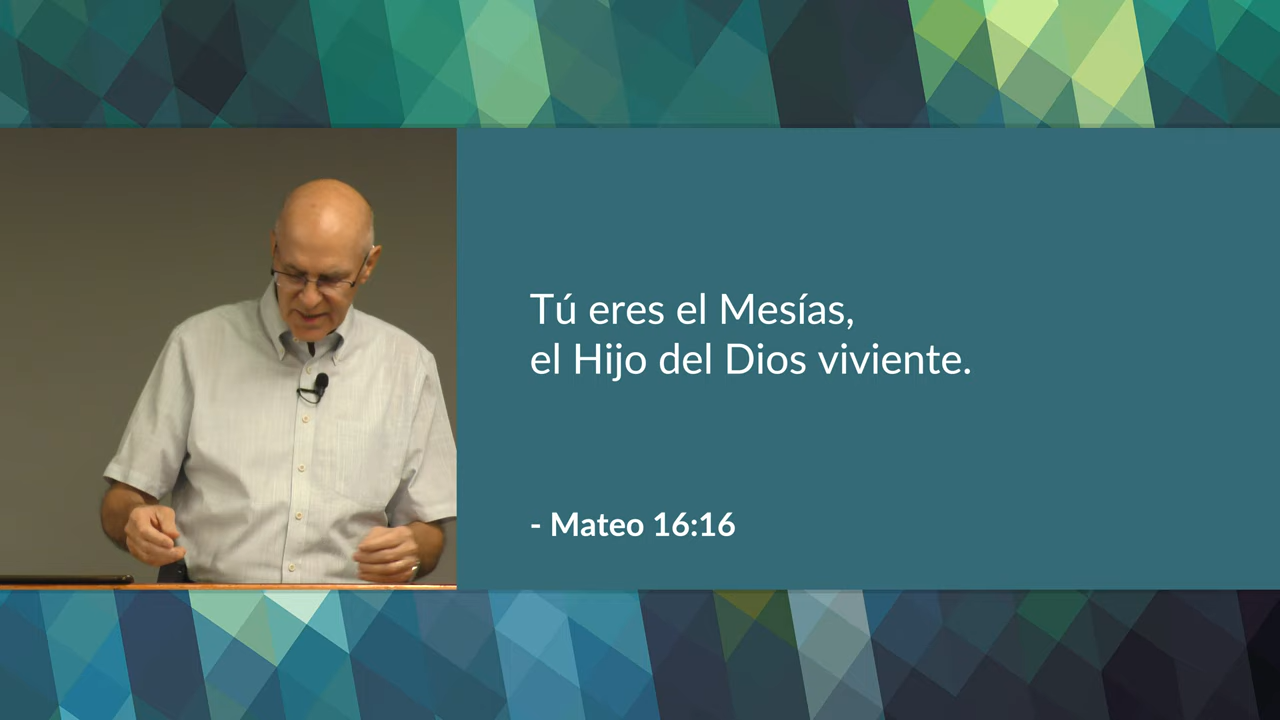 Tú eres el Mesías,
el Hijo del Dios viviente.
- Mateo 16:16